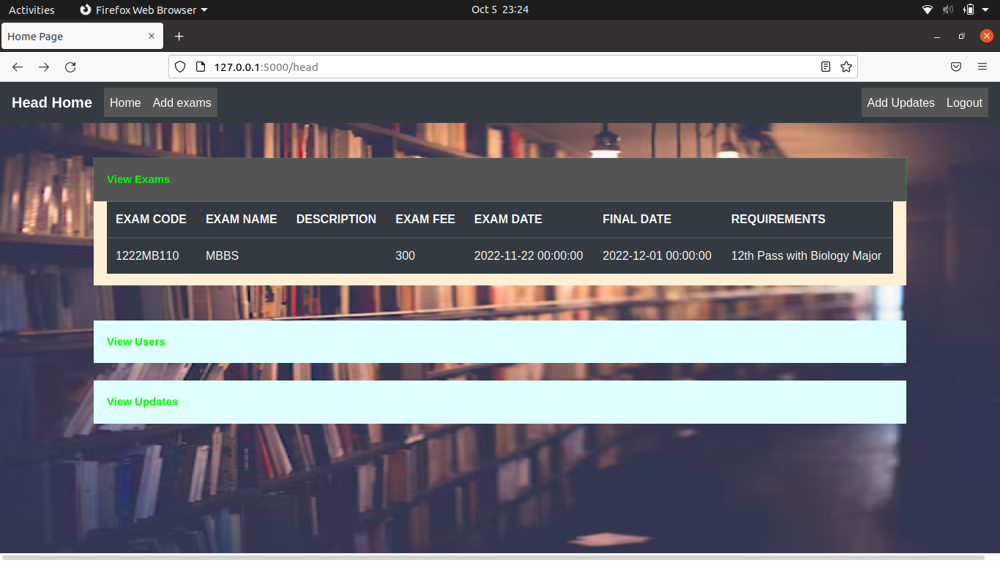 Activities Firefox Web Browser Oct 5 23:24
Home Page
127.0.0.1:5000/head
Head Home Home Add exams Add Updates Logout
View Exams
EXAM CODE EXAM NAME DESCRIPTION EXAM FEE EXAM DATE FINAL DATE REQUIREMENTS
1222MB110 MBBS 300 2022-11-22 00:00:00 2022-12-01 00:00:00 12th Pass with Biology Major
View Users
View Updates